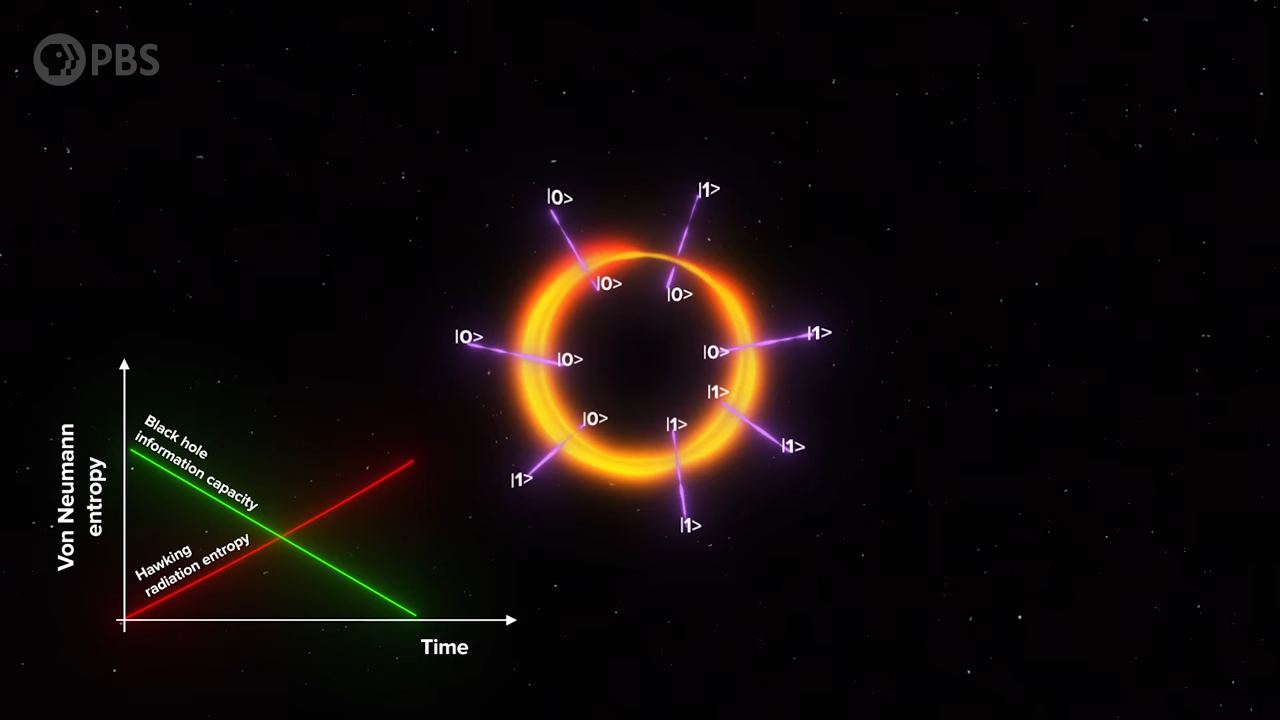 PBS
|0>
|1>
|0>
|0>
|1>
|0>
|0>
|0>
|1>
|1>
|0>
|1>
|1>
|1>
|1>
Von Neumann
entropy
Black hole
information capacity
Hawking
radiation entropy
Time